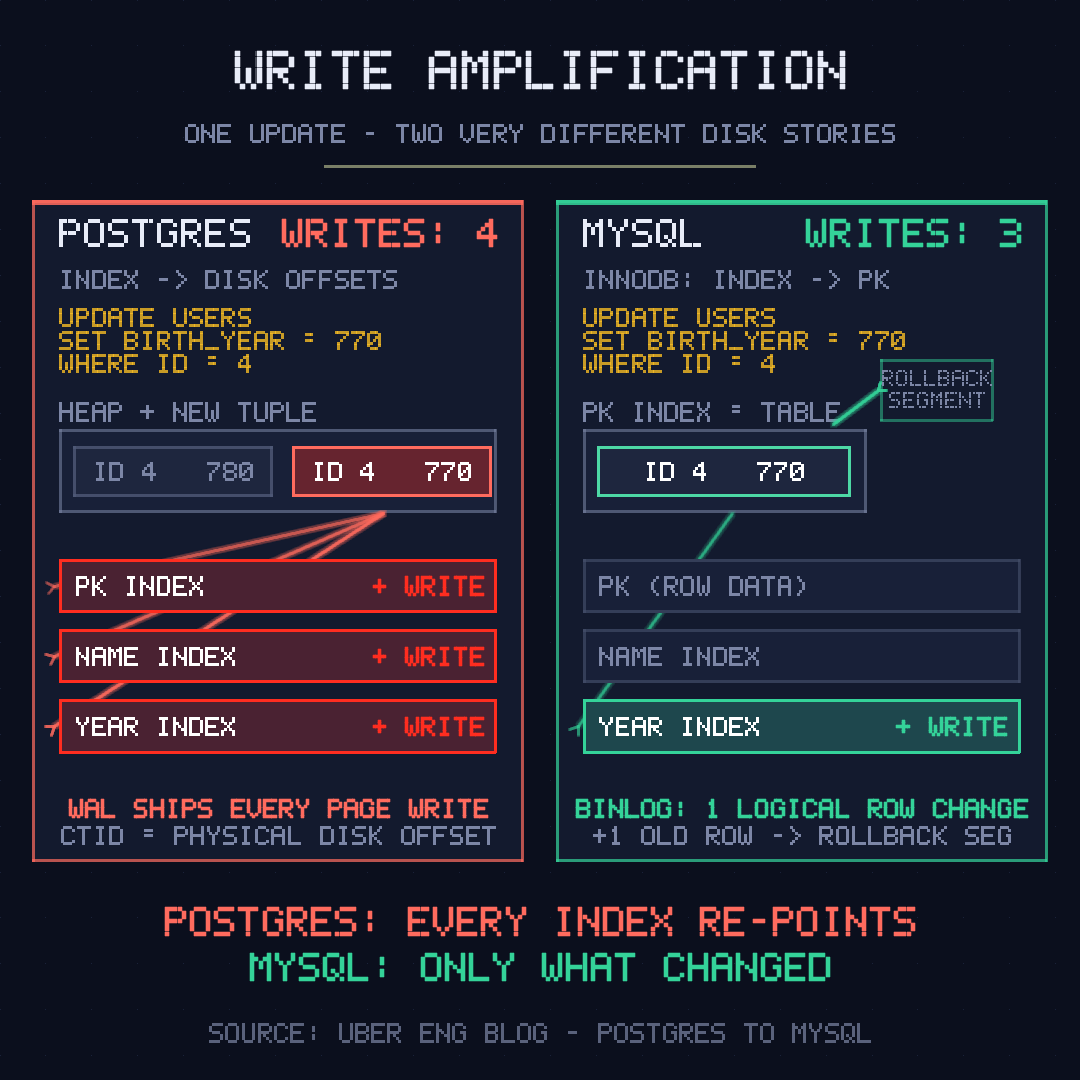 WRITE AMPLIFICATION
ONE UPDATE - TWO VERY DIFFERENT DISK STORIES
POSTGRES WRITES: 4
INDEX -> DISK OFFSETS
UPDATE USERS
SET BIRTH_YEAR = 770
WHERE ID = 4
HEAP + NEW TUPLE
ID 4 780
ID 4 770
PK INDEX + WRITE
NAME INDEX + WRITE
YEAR INDEX + WRITE
WAL SHIPS EVERY PAGE WRITE
CTID = PHYSICAL DISK OFFSET
MYSQL WRITES: 3
INNODB: INDEX -> PK
UPDATE USERS
SET BIRTH_YEAR = 770
WHERE ID = 4
ROLLBACK
SEGMENT
PK INDEX = TABLE
ID 4 770
PK (ROW DATA)
NAME INDEX
YEAR INDEX + WRITE
BINLOG: 1 LOGICAL ROW CHANGE
+1 OLD ROW -> ROLLBACK SEG
POSTGRES: EVERY INDEX RE-POINTS
MYSQL: ONLY WHAT CHANGED
SOURCE: UBER ENG BLOG - POSTGRES TO MYSQL